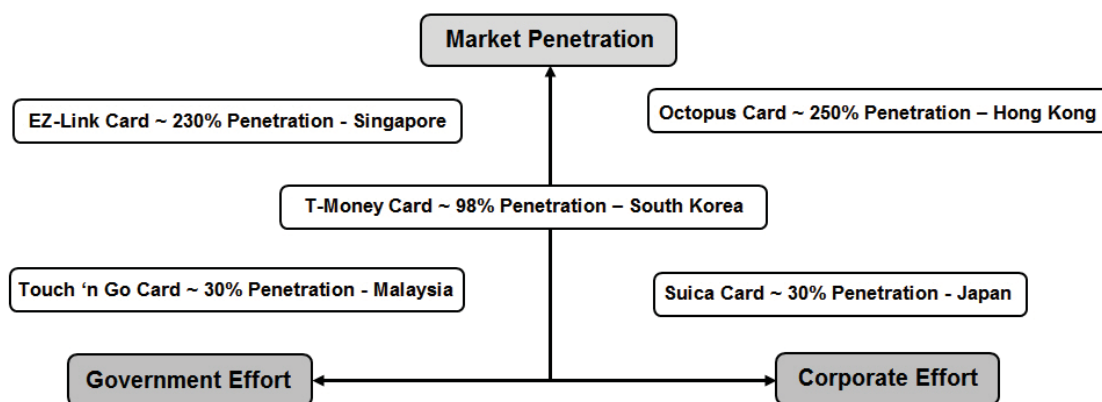 Market Penetration
EZ-Link Card ~ 230% Penetration - Singapore
Octopus Card ~ 250% Penetration – Hong Kong
T-Money Card ~ 98% Penetration – South Korea
Touch ‘n Go Card ~ 30% Penetration - Malaysia
Suica Card ~ 30% Penetration - Japan
Government Effort
Corporate Effort